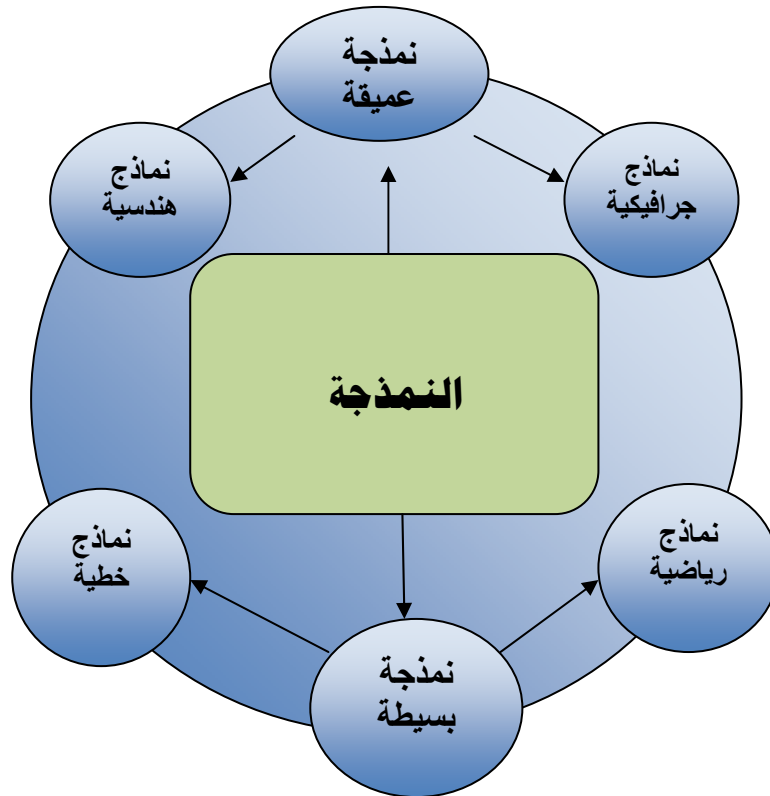 نمذجة
عميقة
نماذج
جرافيكية
نماذج
هندسية
النمذجة
نماذج
رياضية
نماذج
خطية
نمذجة
بسيطة